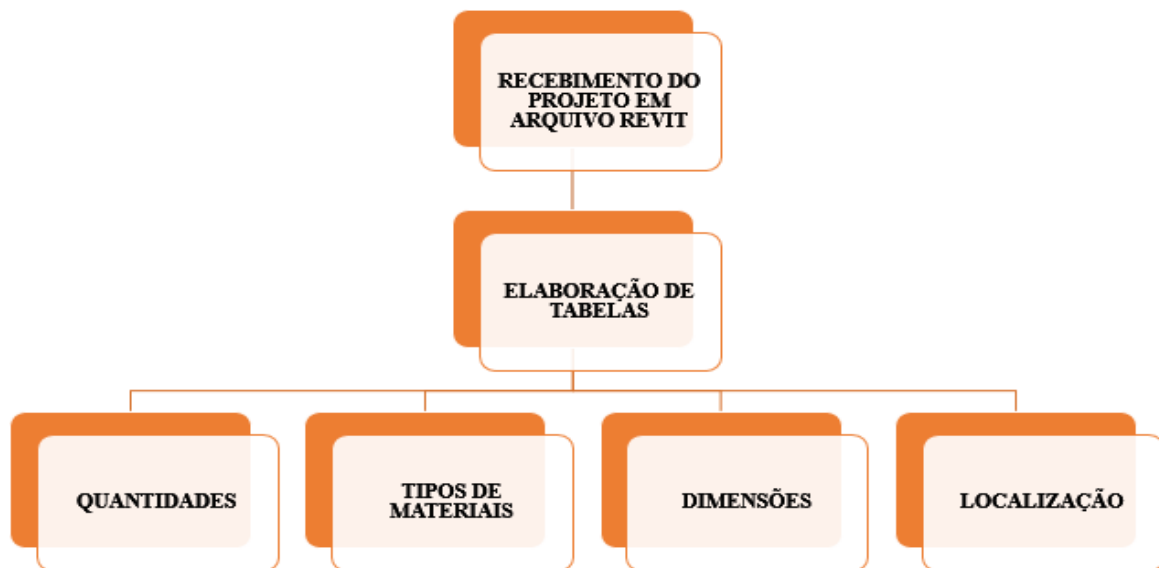 RECEBIMENTO DO
PROJETO EM
ARQUIVO REVIT
ELABORAÇÃO DE
TABELAS
QUANTIDADES
TIPOS DE
MATERIAIS
DIMENSÕES
LOCALIZAÇÃO